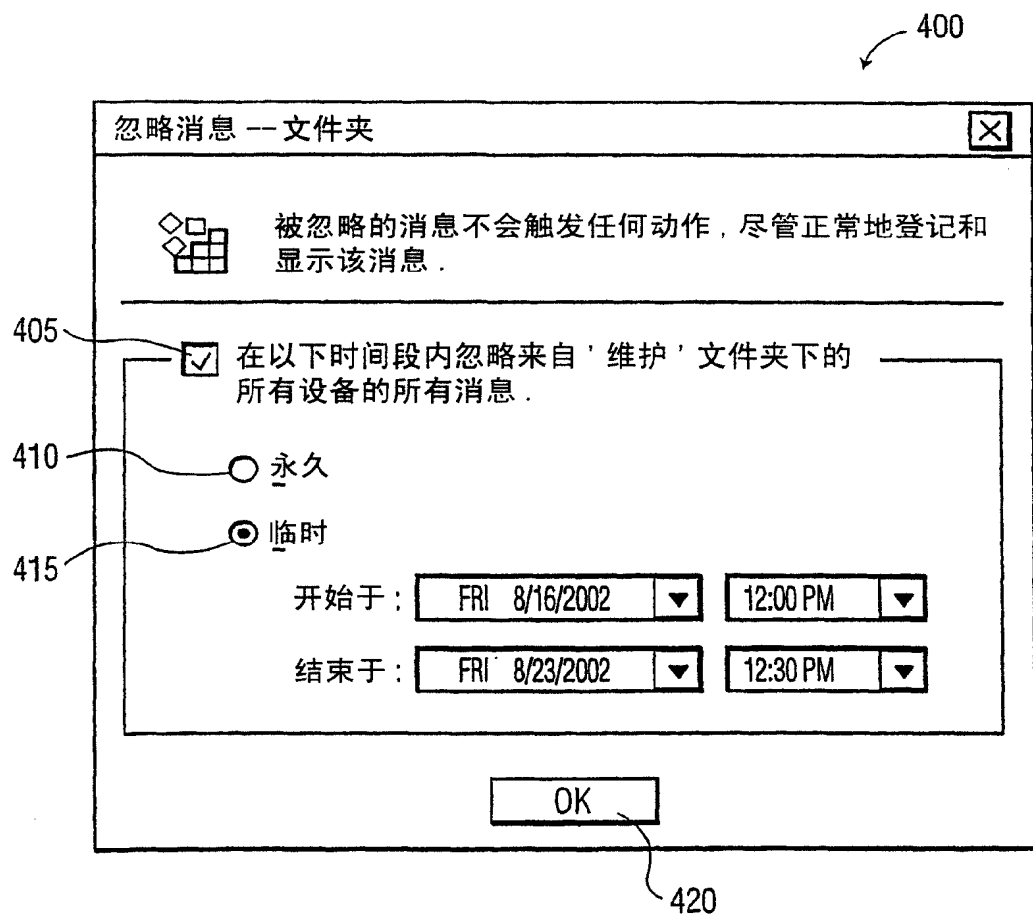 400
忽略消息 -- 文件夹
被忽略的消息不会触发任何动作，尽管正常地登记和
显示该消息．
405
在以下时间段内忽略来自＇维护＇文件夹下的
所有设备的所有消息．
410
永久
415
临时
开始于： FRI 8/16/2002 12:00 PM
结束于： FRI 8/23/2002 12:30 PM
OK
420